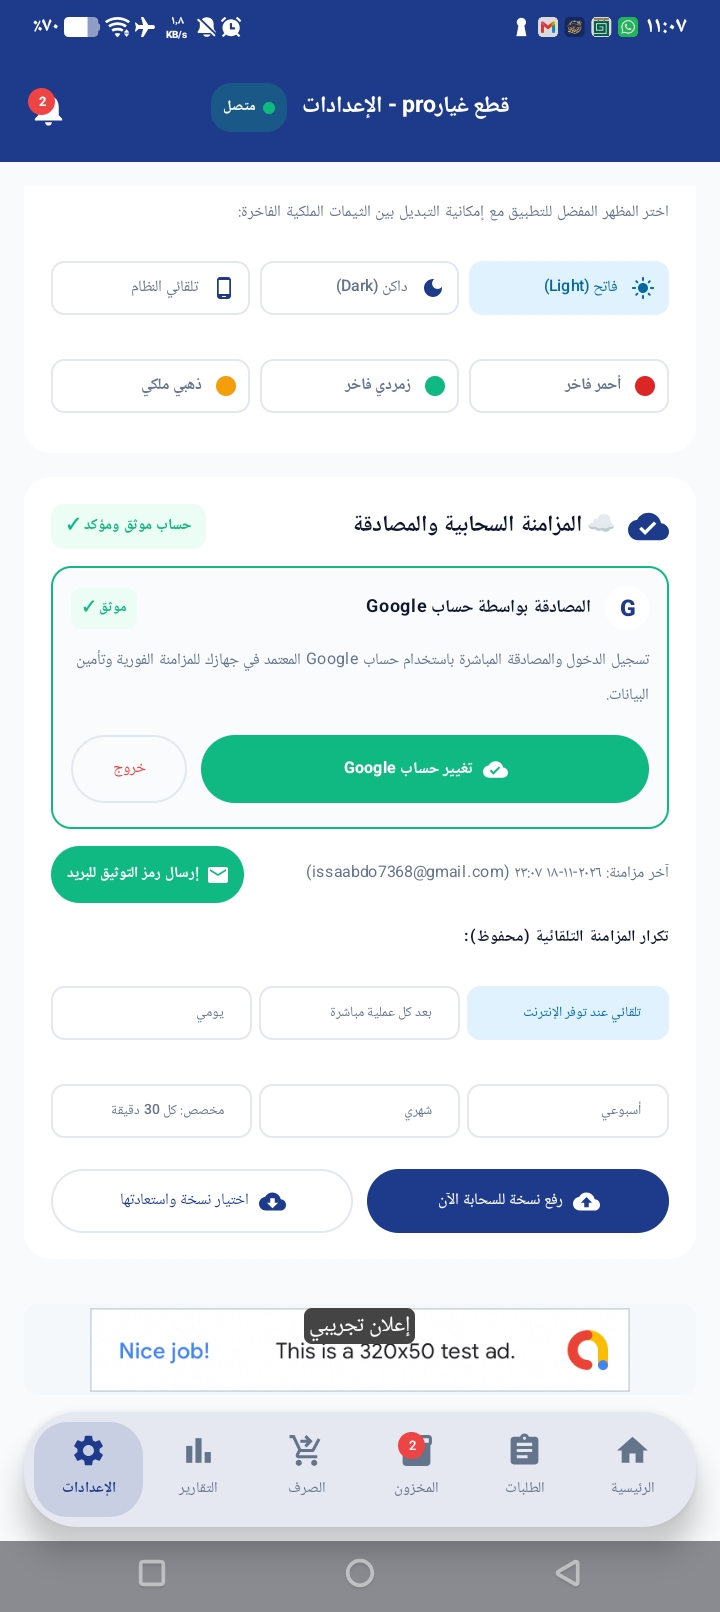 ١١:٠٧
١٫٨ KB/s
٪٧٠
قطع غيارpro - الإعدادات
متصل
2
اختر المظهر المفضل للتطبيق مع إمكانية التبديل بين الثيمات الملكية الفاخرة:
فاتح (Light)
داكن (Dark)
تلقائي النظام
أحمر فاخر
زمردي فاخر
ذهبي ملكي
☁️ المزامنة السحابية والمصادقة
حساب موثق ومؤكد ✓
G
المصادقة بواسطة حساب Google
موثق ✓
تسجيل الدخول والمصادقة المباشرة باستخدام حساب Google المعتمد في جهازك للمزامنة الفورية وتأمين
البيانات.
تغيير حساب Google
خروج
آخر مزامنة: ٢٠٢٦-١١-١٨ ٢٣:٠٧ (issaabdo7368@gmail.com)
إرسال رمز التوثيق للبريد
تكرار المزامنة التلقائية (محفوظ):
تلقائي عند توفر الإنترنت
بعد كل عملية مباشرة
يومي
أسبوعي
شهري
مخصص: كل 30 دقيقة
رفع نسخة للسحابة الآن
اختيار نسخة واستعادتها
إعلان تجريبي
Nice job!
This is a 320x50 test ad.
الرئيسية
الطلبات
2
المخزون
الصرف
التقارير
الإعدادات